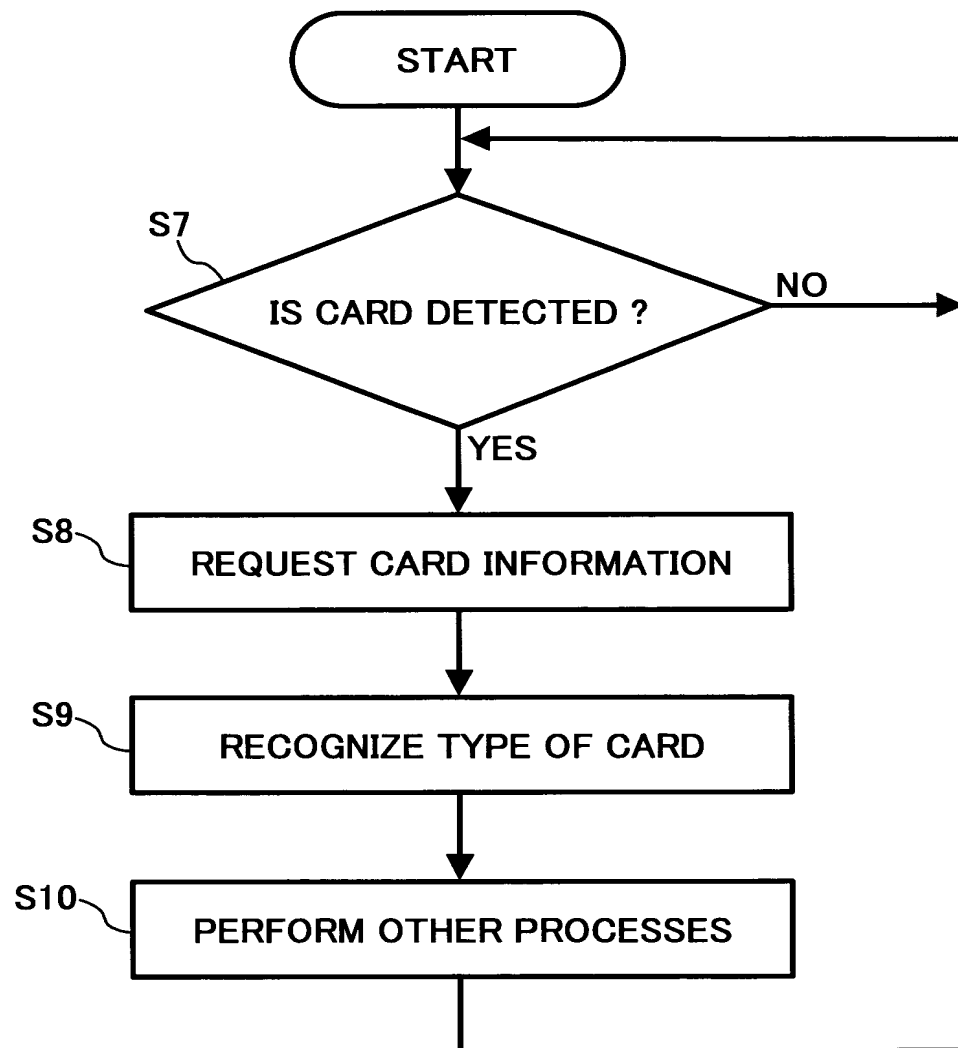 START
S7
IS CARD DETECTED ?
NO
YES
S8
REQUEST CARD INFORMATION
S9
RECOGNIZE TYPE OF CARD
S10
PERFORM OTHER PROCESSES